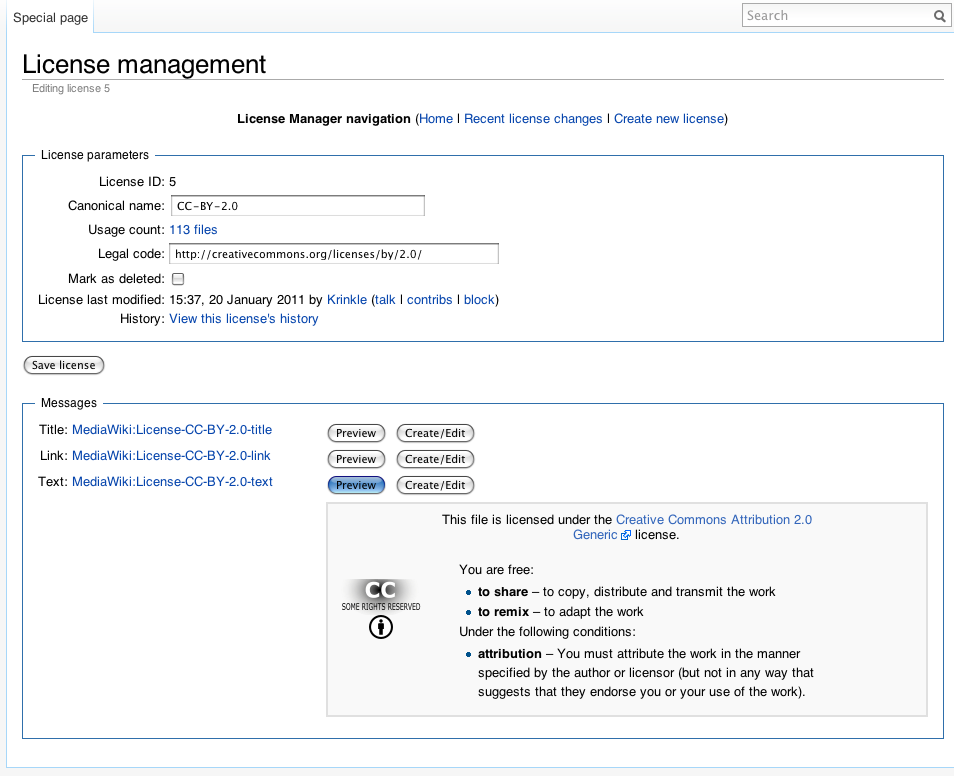 Special page
Search
License management
Editing license 5
License Manager navigation (Home | Recent license changes | Create new license)
License parameters
License ID: 5
Canonical name: CC-BY-2.0
Usage count: 113 files
Legal code: http://creativecommons.org/licenses/by/2.0/
Mark as deleted:
License last modified: 15:37, 20 January 2011 by Krinkle (talk | contribs | block)
History: View this license's history
Save license
Messages
Title: MediaWiki:License-CC-BY-2.0-title Preview Create/Edit
Link: MediaWiki:License-CC-BY-2.0-link Preview Create/Edit
Text: MediaWiki:License-CC-BY-2.0-text Preview Create/Edit
This file is licensed under the Creative Commons Attribution 2.0
Generic license.
CC
SOME RIGHTS RESERVED
You are free:
• to share – to copy, distribute and transmit the work
• to remix – to adapt the work
Under the following conditions:
• attribution – You must attribute the work in the manner
specified by the author or licensor (but not in any way that
suggests that they endorse you or your use of the work).